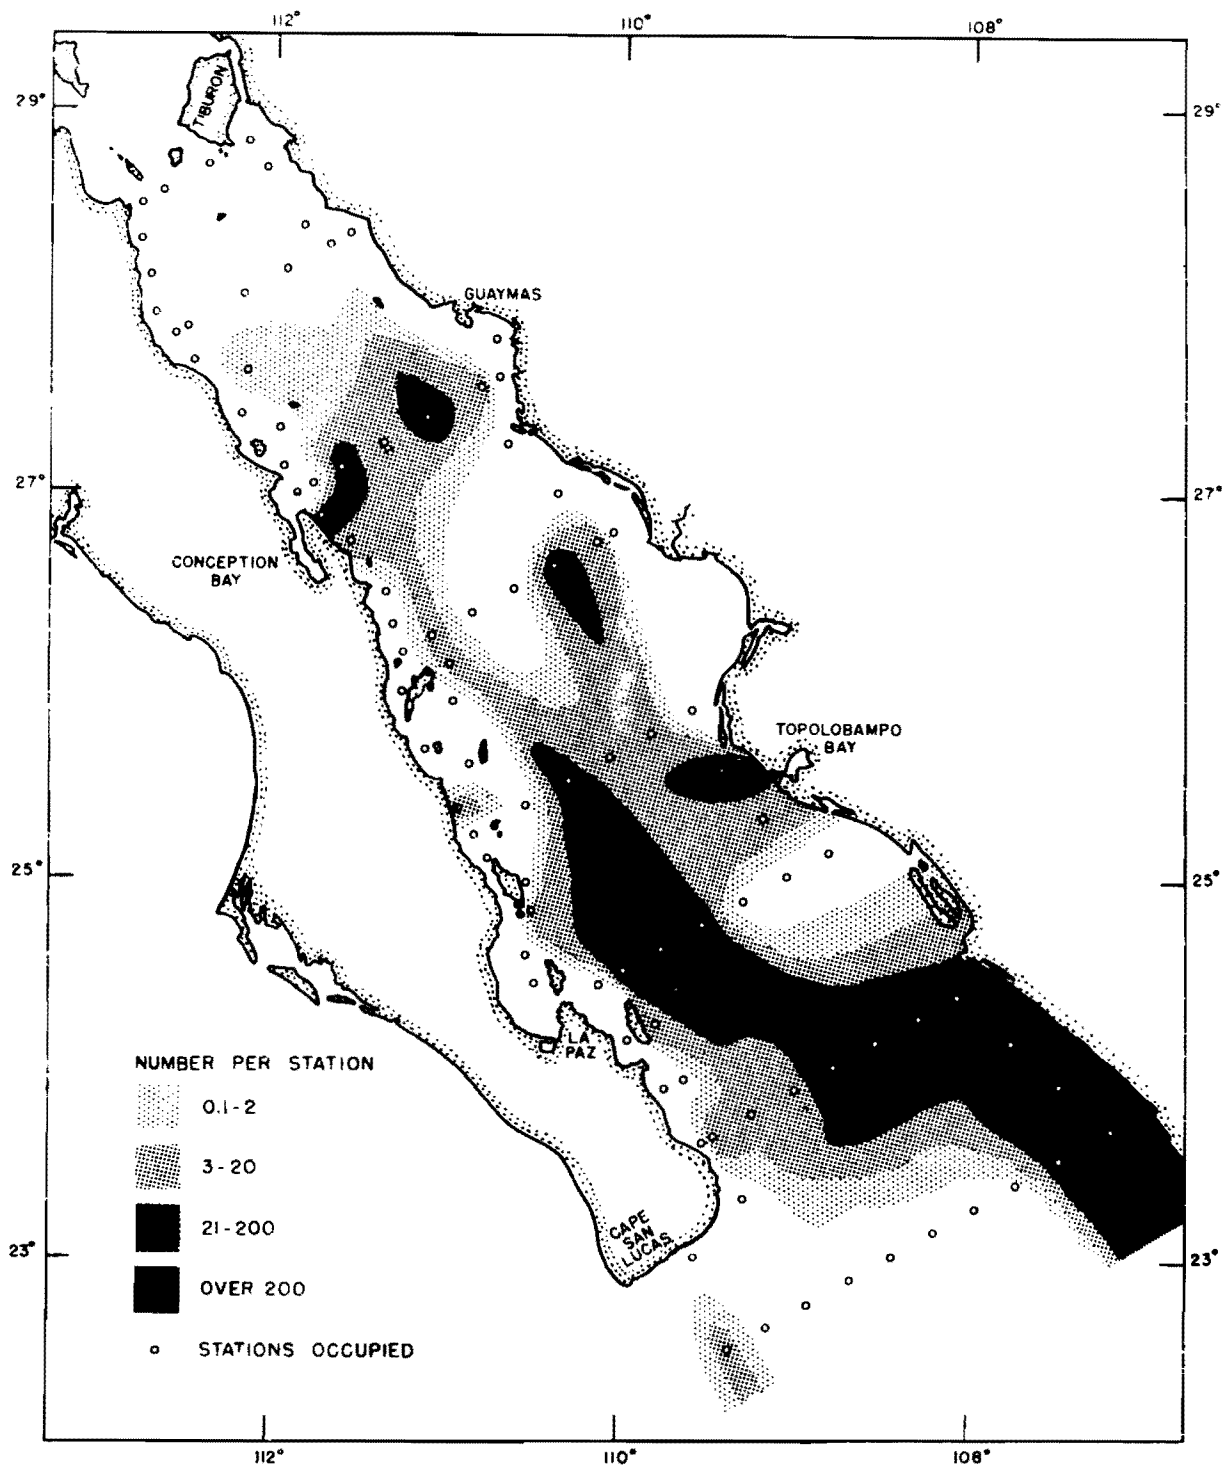 112°
110°
108°
29°
29°
TIBURON
GUAYMAS
27°
27°
CONCEPTION
BAY
TOPOLOBAMPO
BAY
25°
25°
LA
PAZ
NUMBER PER STATION
0.1-2
3-20
21-200
OVER 200
STATIONS OCCUPIED
CAPE
SAN
LUCAS
23°
23°
112°
110°
108°